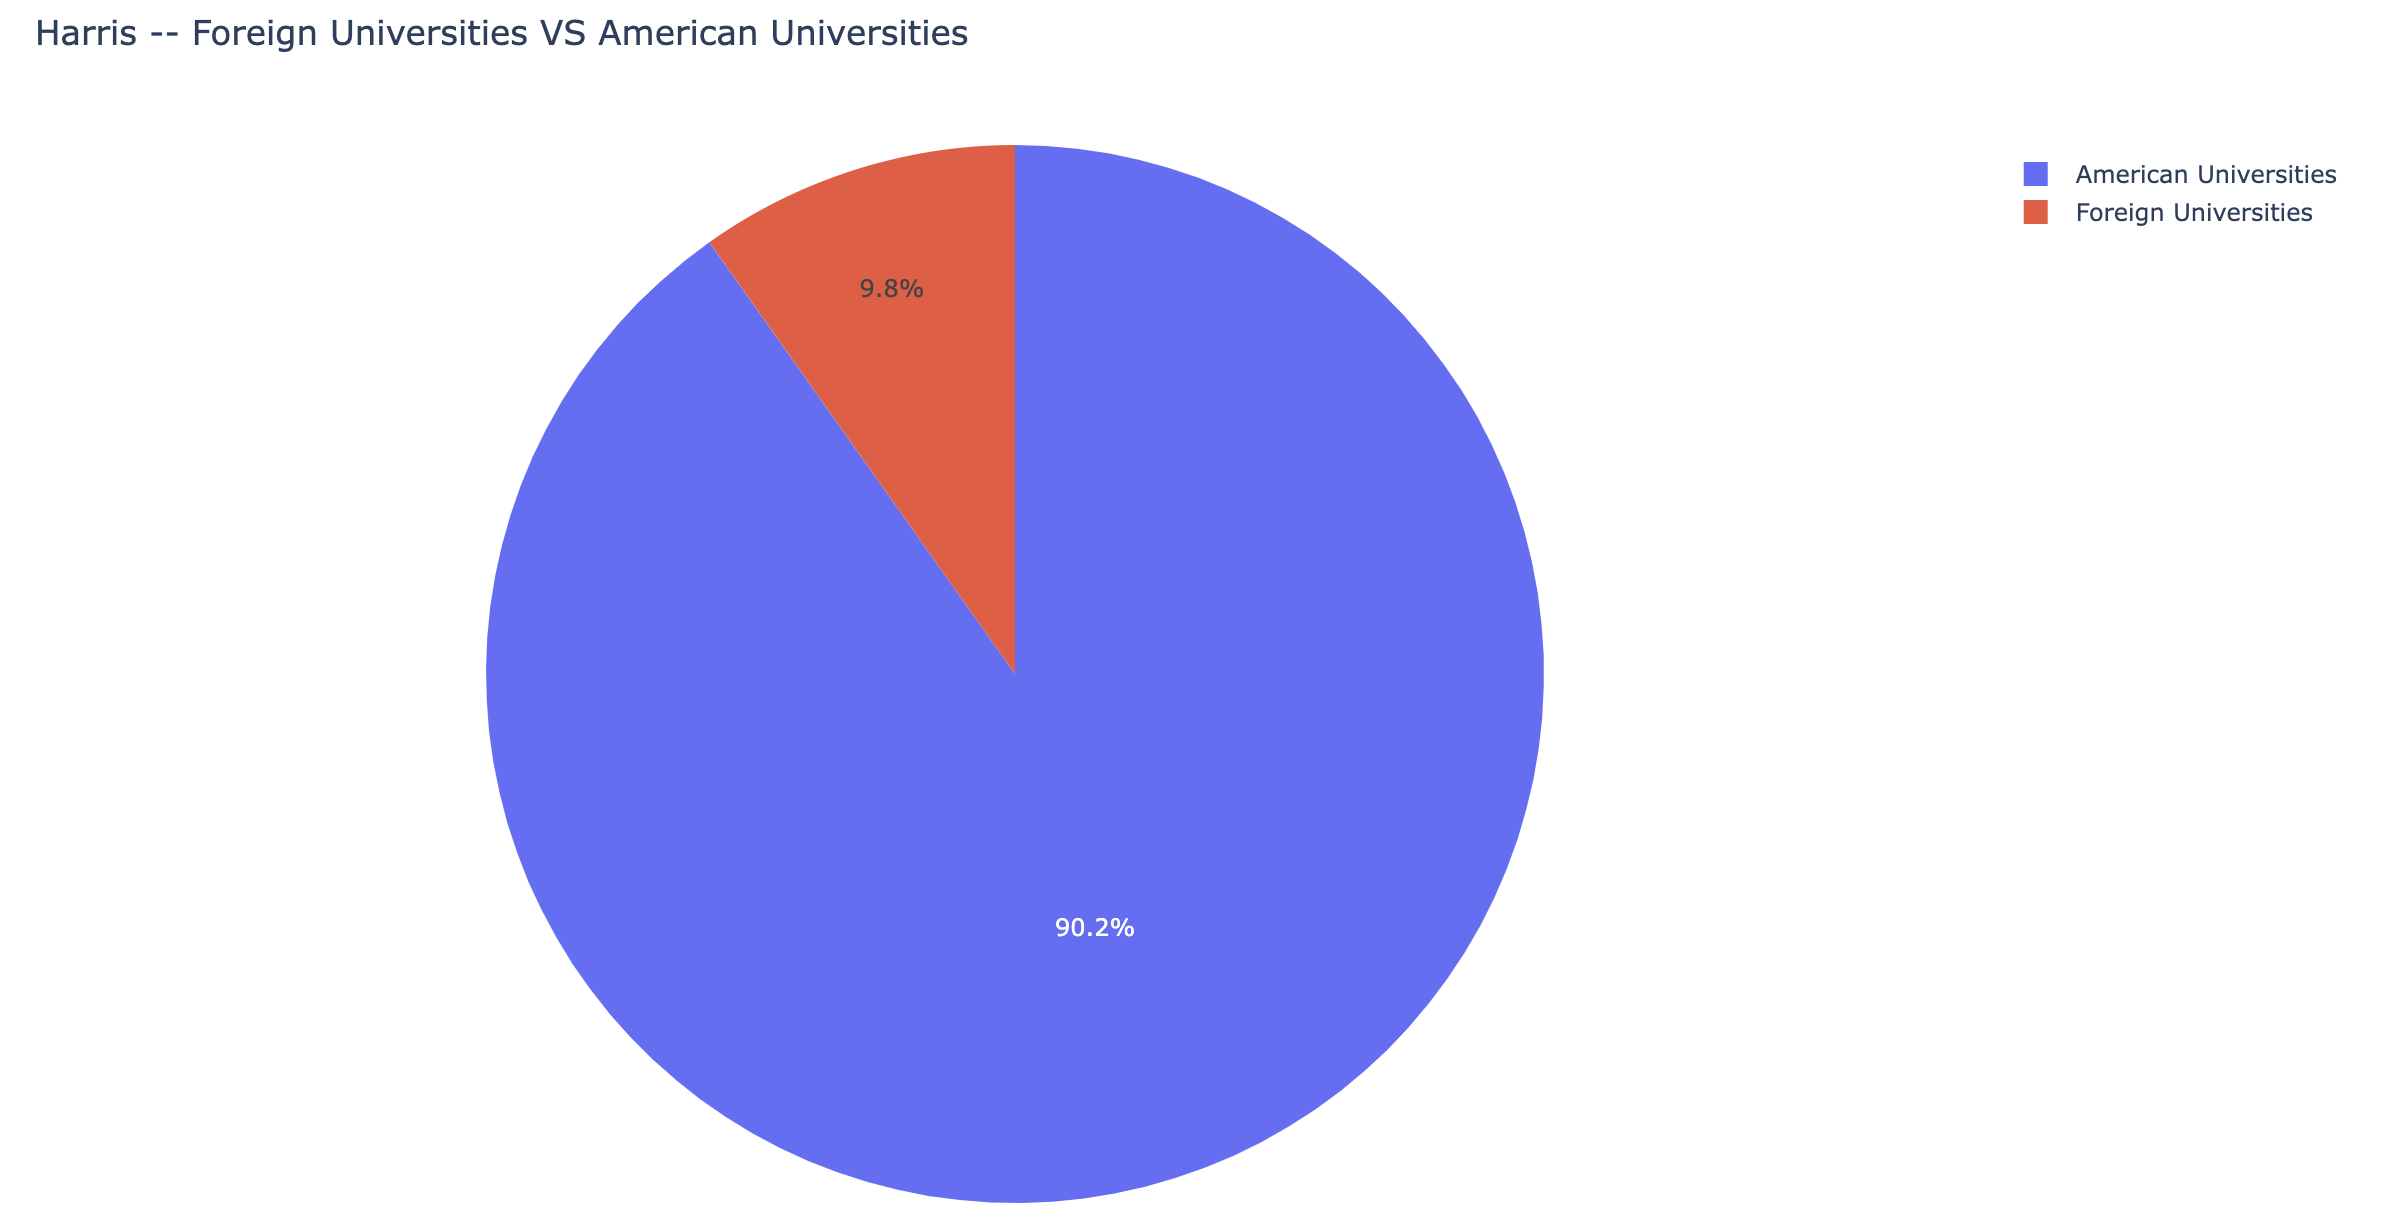 Harris -- Foreign Universities VS American Universities
American Universities
Foreign Universities
9.8%
90.2%